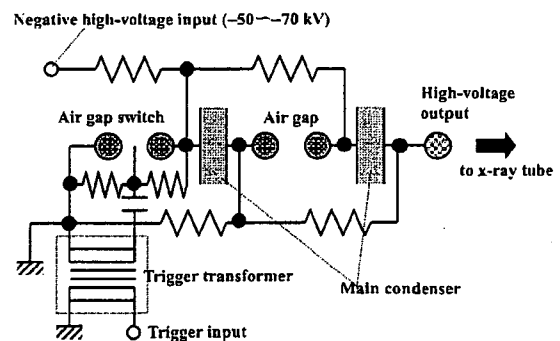 Negative high-voltage input (−50∼−70 kV)
Air gap switch
Air gap
High-voltage
output
to x-ray tube
Trigger transformer
Main condenser
Trigger input